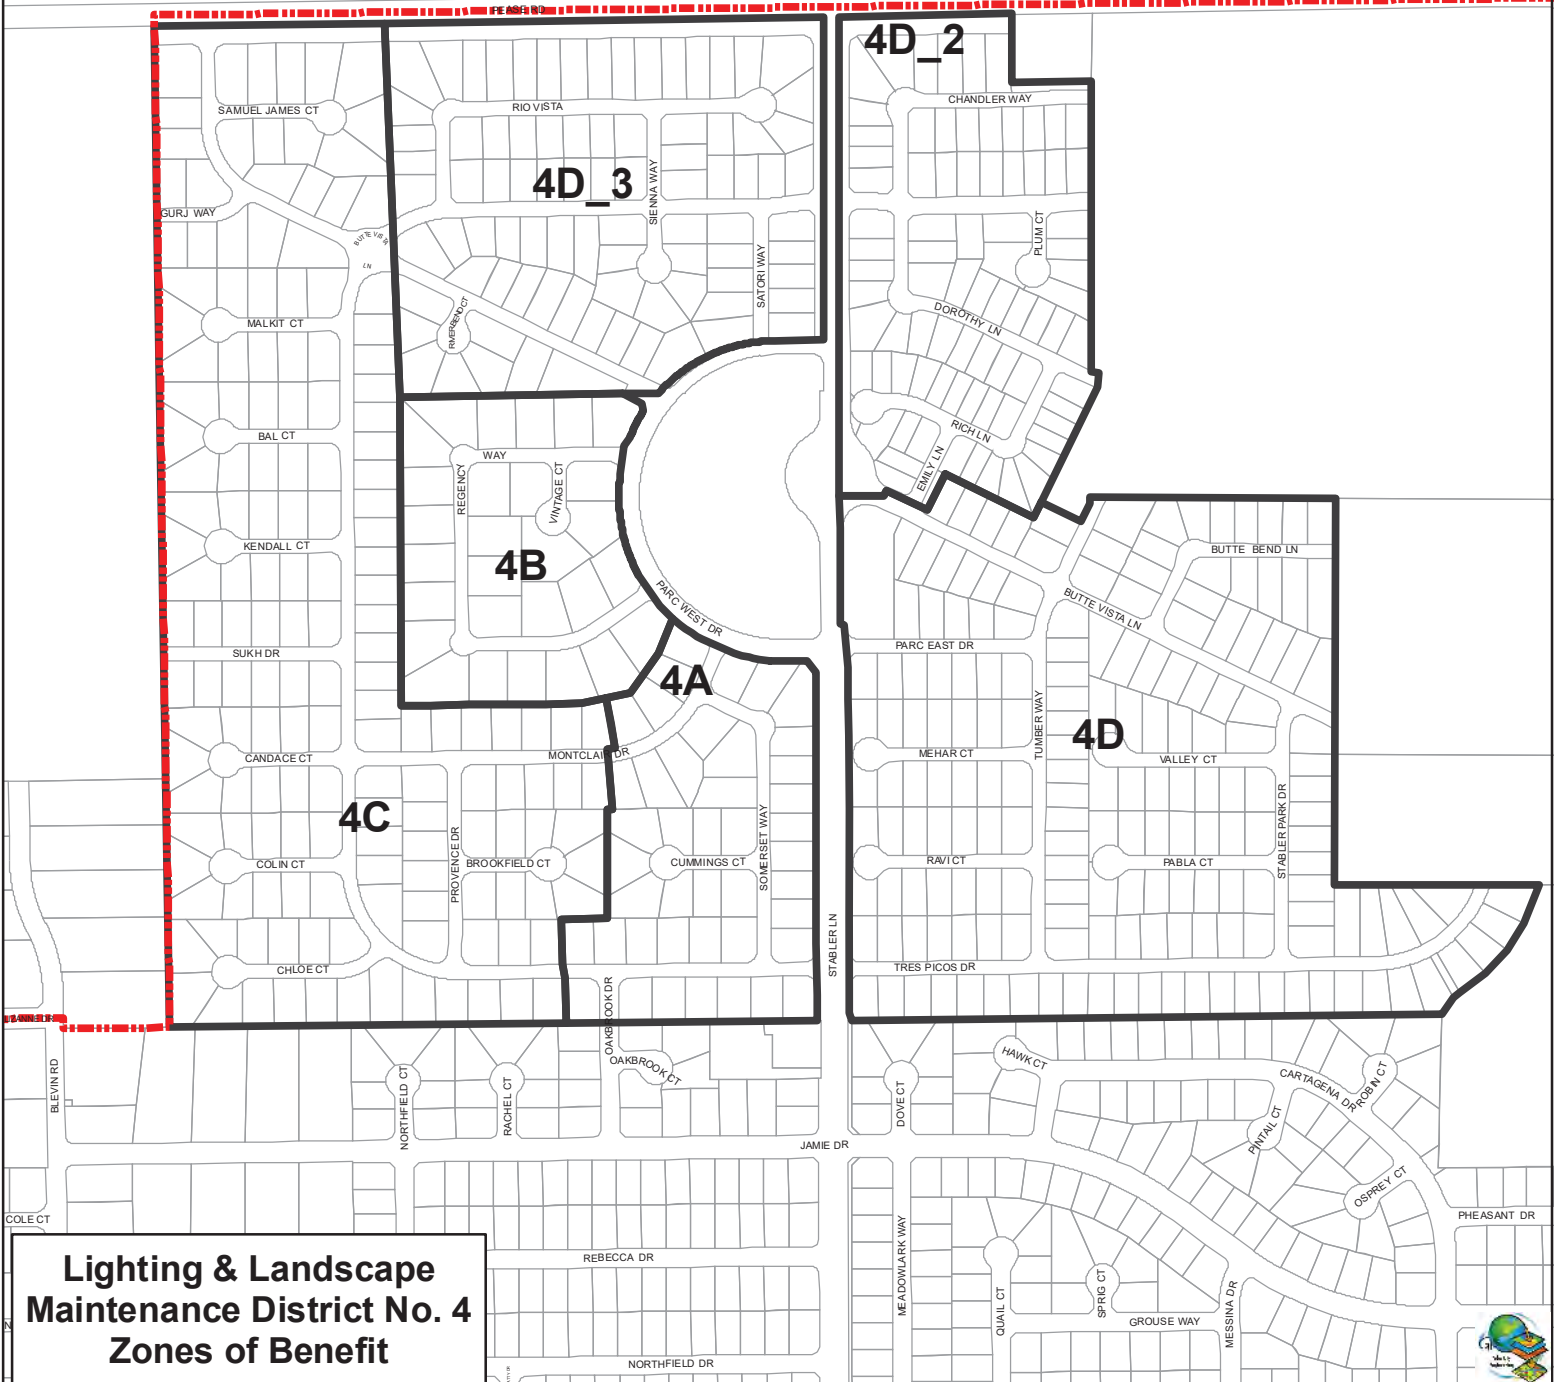 PEASE RD
4D_2
SAMUEL JAMES CT
RIO VISTA
CHANDLER WAY
4D_3
SIENNA WAY
GURJ WAY
BUTTE VISTA
LN
PLUM CT
SATORI WAY
MALKIT CT
RIVERBEND CT
DOROTHY LN
BAL CT
WAY
REGENCY
VINTAGE CT
RICH LN
EMILY LN
KENDALL CT
4B
BUTTE BEND LN
PARC WEST DR
BUTTE VISTA LN
SUKH DR
PARC EAST DR
4A
TUMBER WAY
4D
CANDACE CT
MONTCLAIR DR
MEHAR CT
VALLEY CT
4C
STABLER PARK DR
SOMERSET WAY
PROVENCE DR
COLIN CT
BROOKFIELD CT
CUMMINGS CT
RAVI CT
PABLA CT
STABLER LN
CHLOE CT
TRES PICOS DR
OAKBROOK DR
OAKBROOK CT
HAWK CT
BLEVIN RD
NORTHFIELD CT
RACHEL CT
DOVE CT
CARTAGENA DR
ROBIN CT
PINTAIL CT
JAMIE DR
OSPREY CT
COLE CT
PHEASANT DR
MEADOWLARK WAY
REBECCA DR
QUAIL CT
SPRIG CT
MESSINA DR
GROUSE WAY
NORTHFIELD DR
Lighting & Landscape
Maintenance District No. 4
Zones of Benefit